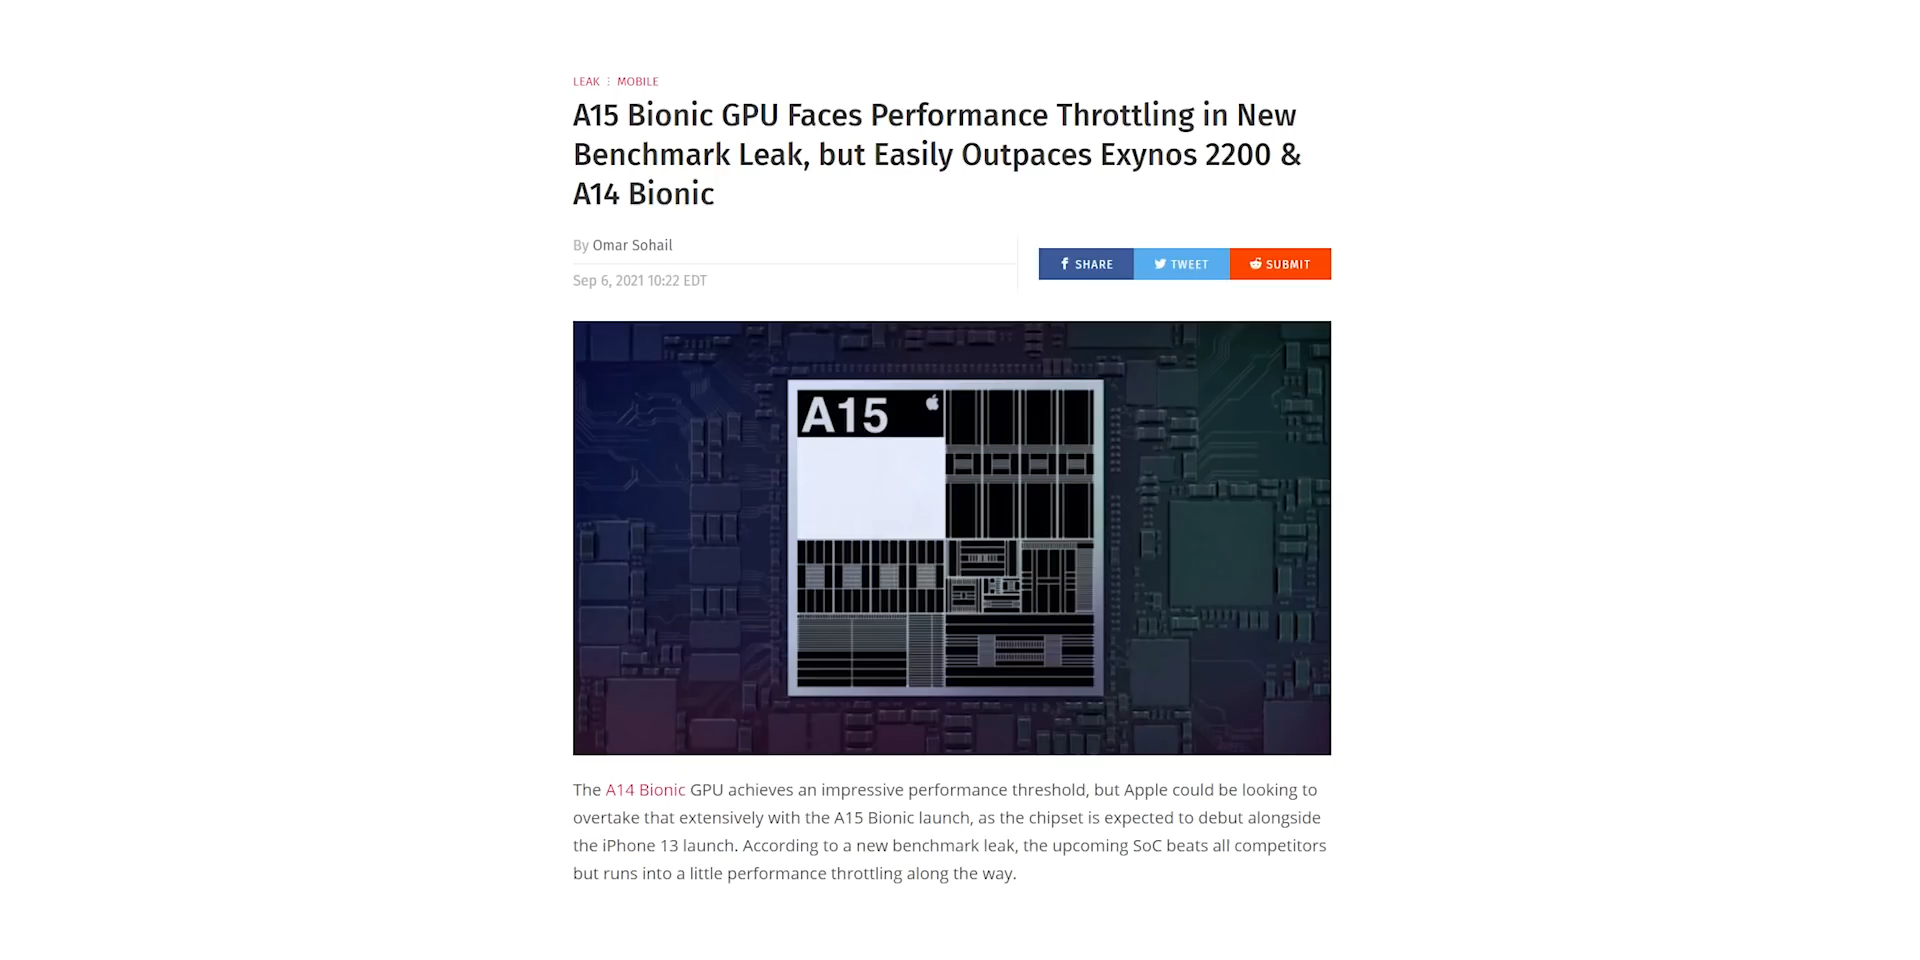 LEAK ⋮ MOBILE
A15 Bionic GPU Faces Performance Throttling in New
Benchmark Leak, but Easily Outpaces Exynos 2200 &
A14 Bionic
By Omar Sohail
Sep 6, 2021 10:22 EDT
SHARE TWEET SUBMIT
A15
The A14 Bionic GPU achieves an impressive performance threshold, but Apple could be looking to
overtake that extensively with the A15 Bionic launch, as the chipset is expected to debut alongside
the iPhone 13 launch. According to a new benchmark leak, the upcoming SoC beats all competitors
but runs into a little performance throttling along the way.